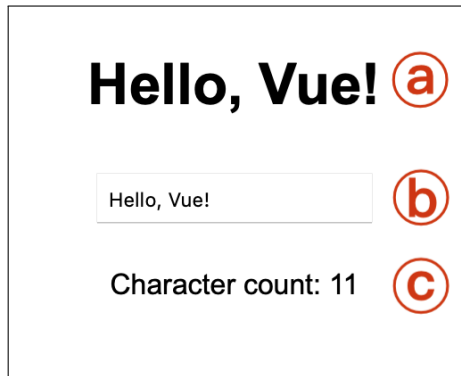 Hello, Vue! ⓐ
Hello, Vue! ⓑ
Character count: 11 ⓒ